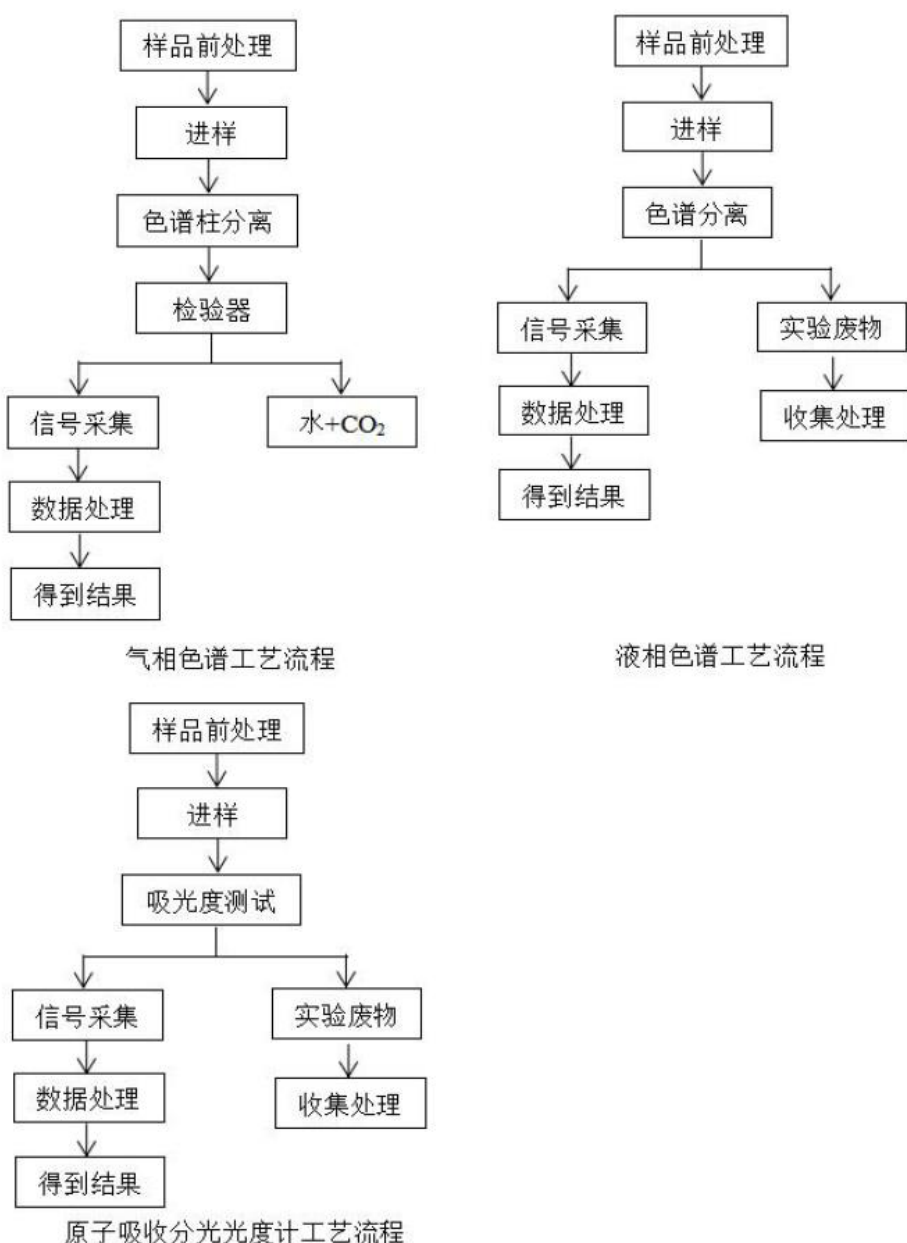 样品前处理
进样
色谱柱分离
检验器
信号采集
水+CO₂
数据处理
得到结果
气相色谱工艺流程
样品前处理
进样
色谱分离
信号采集
实验废物
数据处理
收集处理
得到结果
液相色谱工艺流程
样品前处理
进样
吸光度测试
信号采集
实验废物
数据处理
收集处理
得到结果
原子吸收分光光度计工艺流程